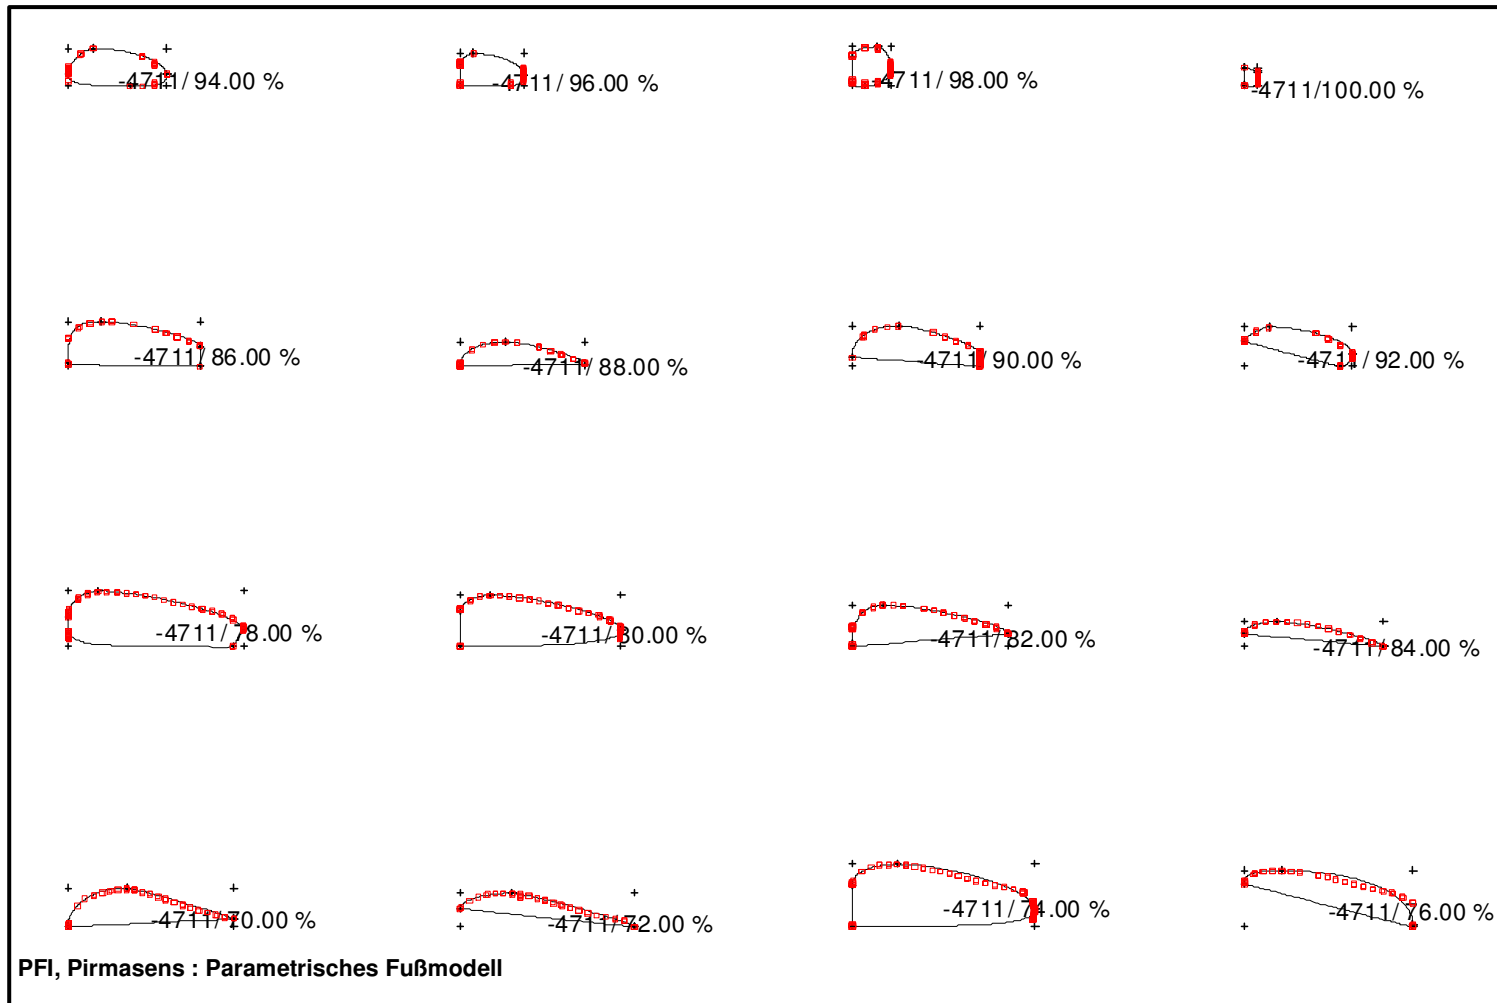 -4711/ 94.00 %
-4711/ 96.00 %
-4711/ 98.00 %
-4711/100.00 %
-4711/ 86.00 %
-4711/ 88.00 %
-4711/ 90.00 %
-4711/ 92.00 %
-4711/ 78.00 %
-4711/ 80.00 %
-4711/ 82.00 %
-4711/ 84.00 %
-4711/ 70.00 %
-4711/ 72.00 %
-4711/ 74.00 %
-4711/ 76.00 %
PFI, Pirmasens : Parametrisches Fußmodell